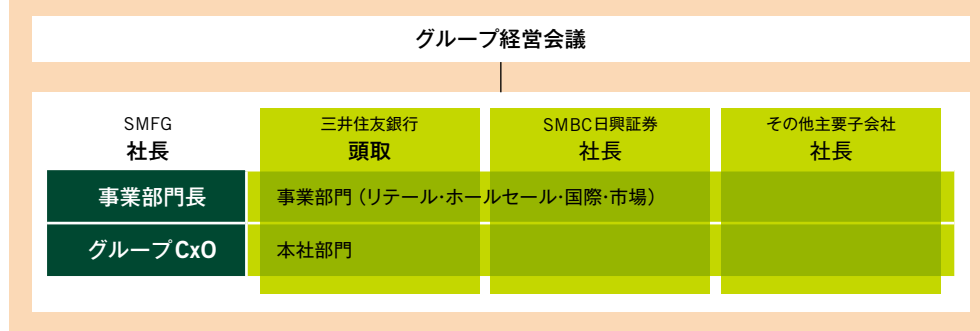 グループ経営会議
SMFG
社長
三井住友銀行
頭取
SMBC日興証券
社長
その他主要子会社
社長
事業部門長
事業部門（リテール・ホールセール・国際・市場）
グループCxO
本社部門